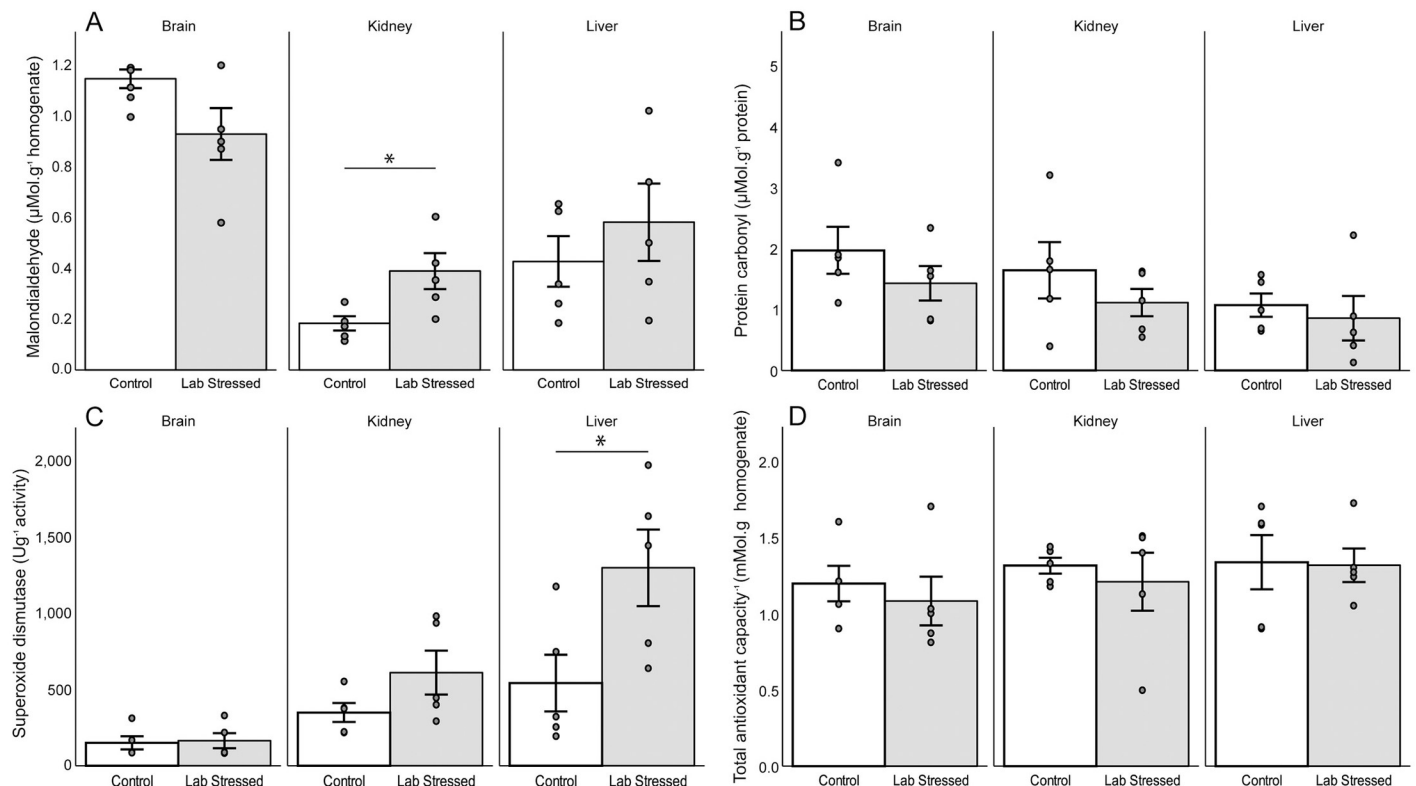 A
Brain
Kidney
Liver
Malondialdehyde (µMol.g⁻¹ homogenate)
1.2
1.0
0.8
0.6
0.4
0.2
0.0
*
Control
Lab Stressed
Control
Lab Stressed
Control
Lab Stressed
B
Brain
Kidney
Liver
Protein carbonyl (µMol.g⁻¹ protein)
5
4
3
2
1
0
Control
Lab Stressed
Control
Lab Stressed
Control
Lab Stressed
C
Brain
Kidney
Liver
Superoxide dismutase (Ug⁻¹ activity)
2,000
1,500
1,000
500
0
*
Control
Lab Stressed
Control
Lab Stressed
Control
Lab Stressed
D
Brain
Kidney
Liver
Total antioxidant capacity⁻¹ (mMol.g homogenate)
2.0
1.5
1.0
0.5
0.0
Control
Lab Stressed
Control
Lab Stressed
Control
Lab Stressed